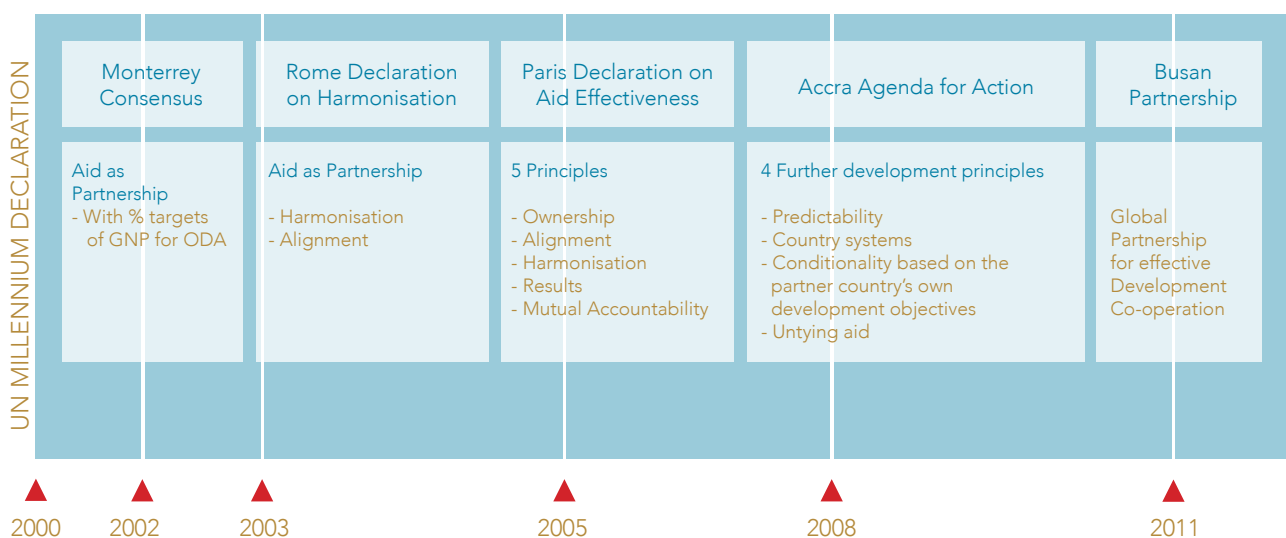 UN MILLENNIUM DECLARATION
Monterrey
Consensus
Aid as
Partnership
- With % targets
of GNP for ODA
Rome Declaration
on Harmonisation
Aid as Partnership
- Harmonisation
- Alignment
Paris Declaration on
Aid Effectiveness
5 Principles
- Ownership
- Alignment
- Harmonisation
- Results
- Mutual Accountability
Accra Agenda for Action
4 Further development principles
- Predictability
- Country systems
- Conditionality based on the
partner country's own
development objectives
- Untying aid
Busan
Partnership
Global
Partnership
for effective
Development
Co-operation
2000
2002
2003
2005
2008
2011